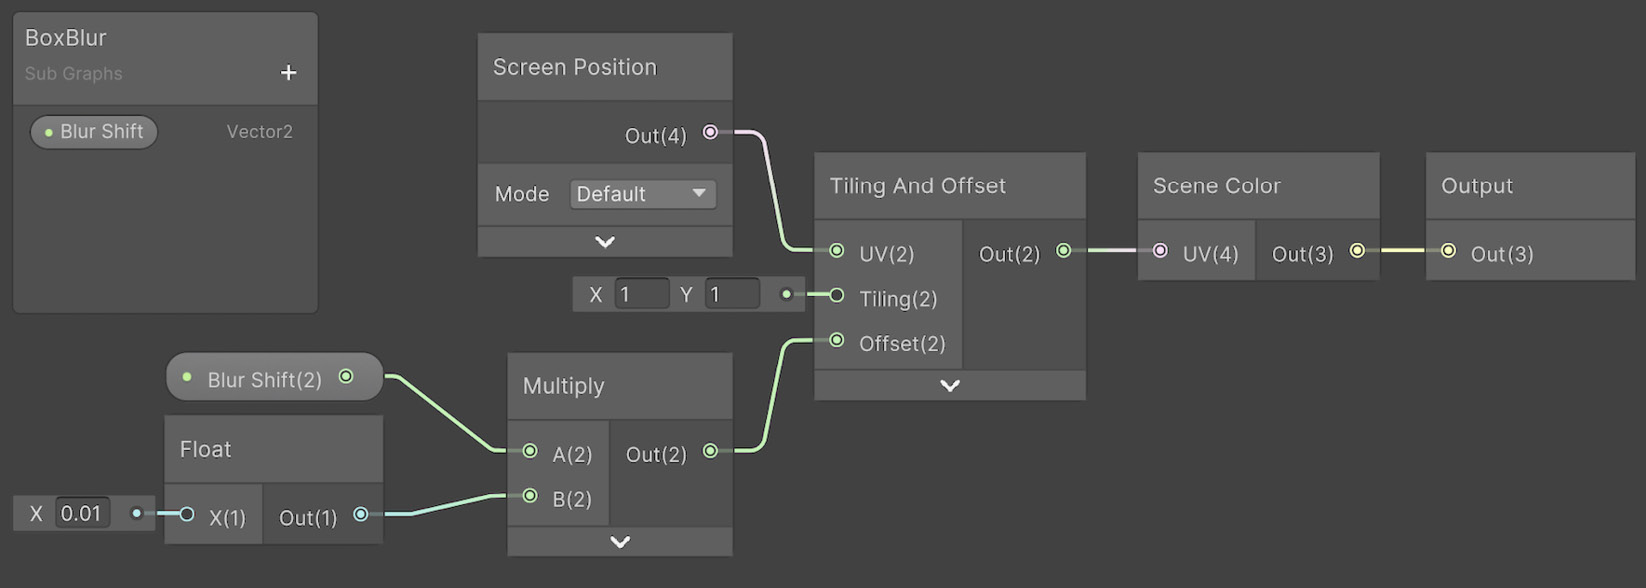 BoxBlur
Sub Graphs
+
Blur Shift Vector2
Screen Position
Out(4)
Mode Default
X 1 Y 1
Tiling And Offset
UV(2) Out(2)
Tiling(2)
Offset(2)
Scene Color
UV(4) Out(3)
Output
Out(3)
Blur Shift(2)
Float
X 0.01
X(1) Out(1)
Multiply
A(2) Out(2)
B(2)